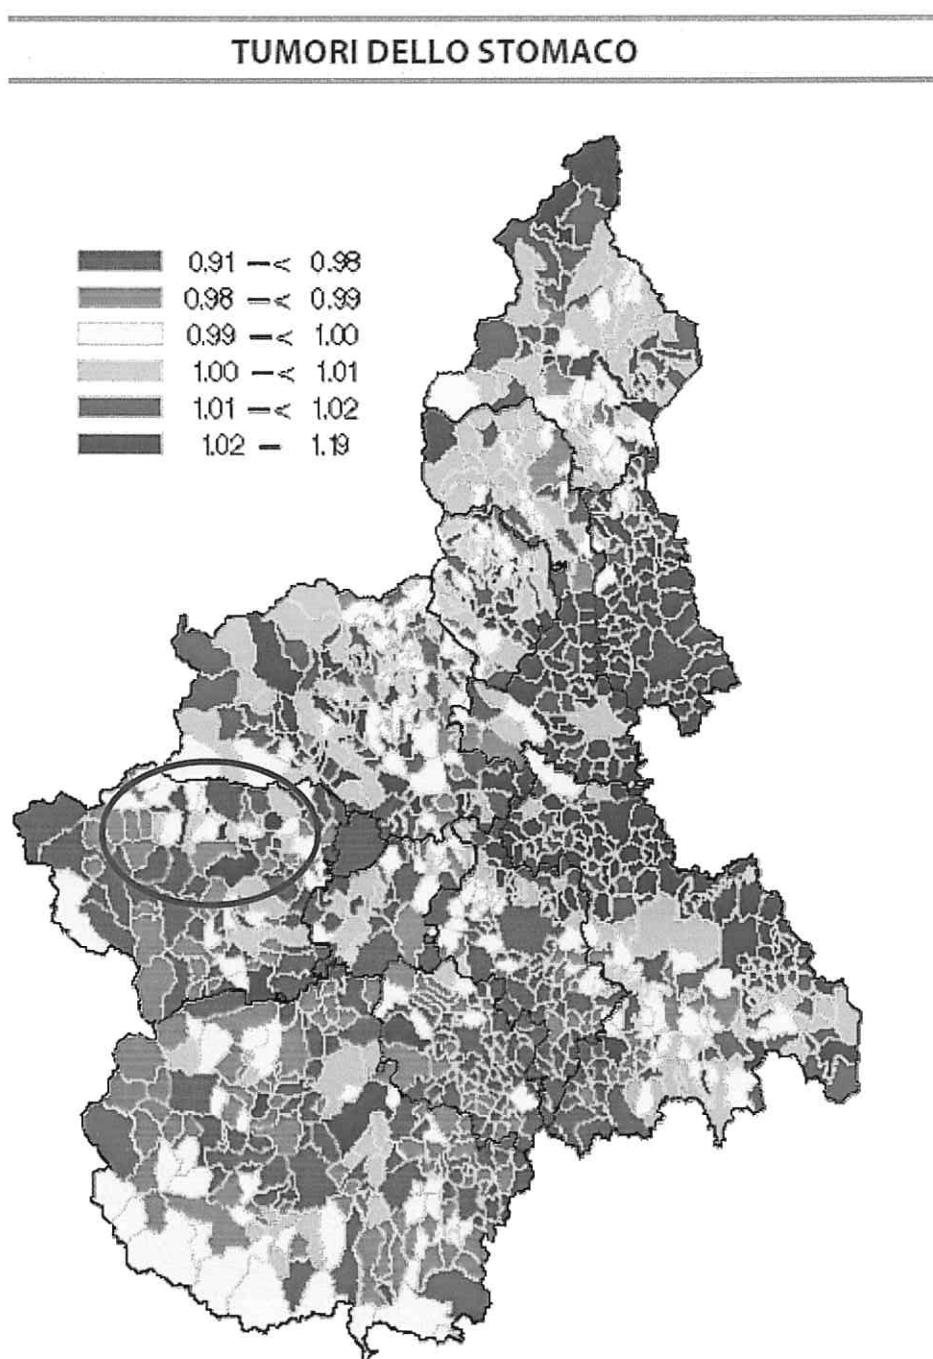 TUMORI DELLO STOMACO
0.91 –< 0.98
0.98 –< 0.99
0.99 –< 1.00
1.00 –< 1.01
1.01 –< 1.02
1.02 – 1.19